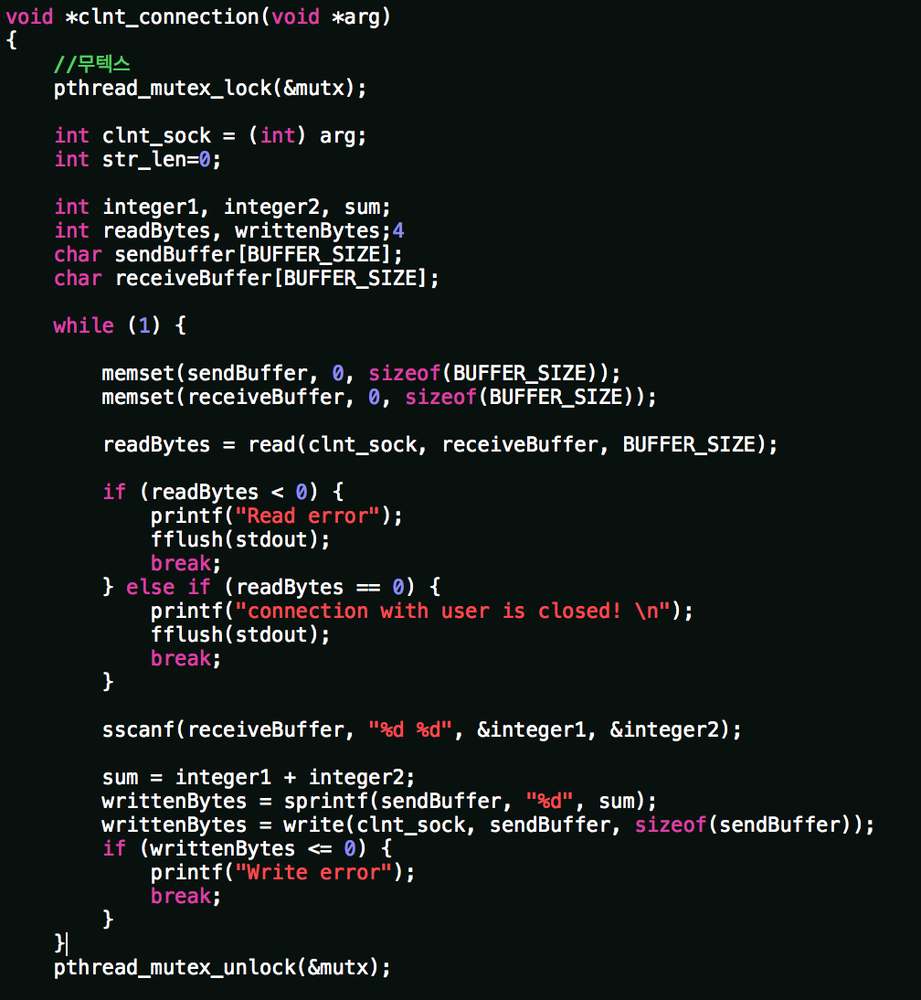 void *clnt_connection(void *arg)
{
    //무텍스
    pthread_mutex_lock(&mutx);

    int clnt_sock = (int) arg;
    int str_len=0;

    int integer1, integer2, sum;
    int readBytes, writtenBytes;4
    char sendBuffer[BUFFER_SIZE];
    char receiveBuffer[BUFFER_SIZE];

    while (1) {

        memset(sendBuffer, 0, sizeof(BUFFER_SIZE));
        memset(receiveBuffer, 0, sizeof(BUFFER_SIZE));

        readBytes = read(clnt_sock, receiveBuffer, BUFFER_SIZE);

        if (readBytes < 0) {
            printf("Read error");
            fflush(stdout);
            break;
        } else if (readBytes == 0) {
            printf("connection with user is closed! \n");
            fflush(stdout);
            break;
        }

        sscanf(receiveBuffer, "%d %d", &integer1, &integer2);

        sum = integer1 + integer2;
        writtenBytes = sprintf(sendBuffer, "%d", sum);
        writtenBytes = write(clnt_sock, sendBuffer, sizeof(sendBuffer));
        if (writtenBytes <= 0) {
            printf("Write error");
            break;
        }
    }
    pthread_mutex_unlock(&mutx);